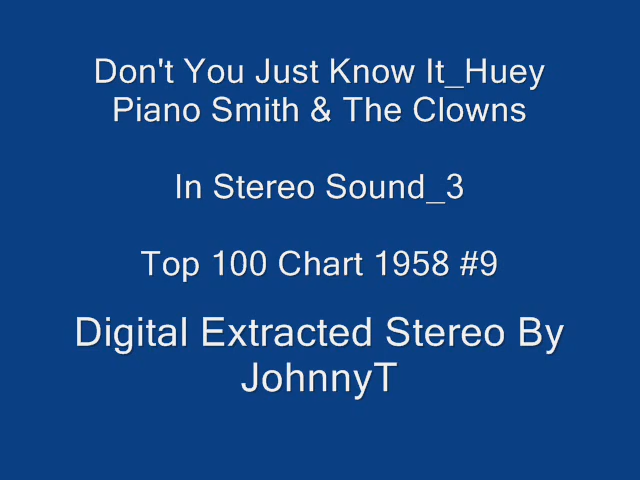 Don't You Just Know It_Huey
Piano Smith & The Clowns
In Stereo Sound_3
Top 100 Chart 1958 #9
Digital Extracted Stereo By
JohnnyT